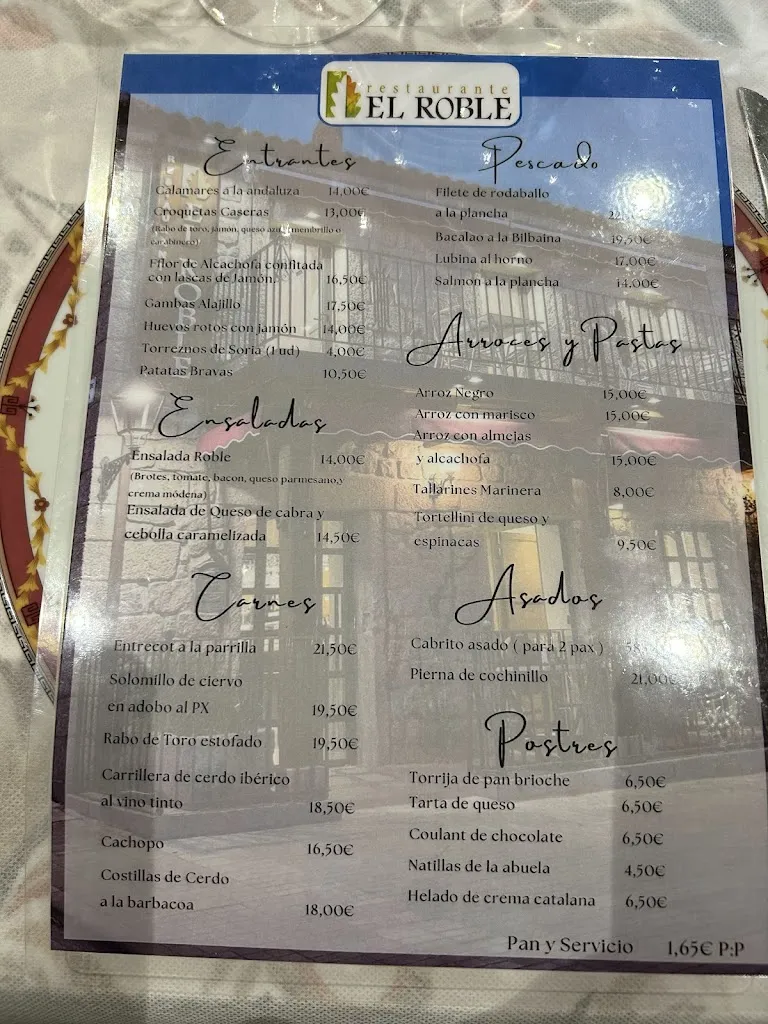 restaurante
EL ROBLE
Entrantes
Calamares a la andaluza 14,00€
Croquetas Caseras 13,00€
(Rabo de toro, jamón, queso azul, membrillo o
carabinero)
Fflor de Alcachofa confitada
con lascas de Jamón. 16,50€
Gambas Alajillo 17,50€
Huevos rotos con jamón 14,00€
Torreznos de Soria (1 ud) 4,00€
Patatas Bravas 10,50€
Ensaladas
Ensalada Roble 14,00€
(Brotes, tomate, bacon, queso parmesano,y
crema módena)
Ensalada de Queso de cabra y
cebolla caramelizada 14,50€
Carnes
Entrecot a la parrilla 21,50€
Solomillo de ciervo
en adobo al PX 19,50€
Rabo de Toro estofado 19,50€
Carrillera de cerdo ibérico
al vino tinto 18,50€
Cachopo 16,50€
Costillas de Cerdo
a la barbacoa 18,00€
Pescado
Filete de rodaballo
a la plancha
Bacalao a la Bilbaina 19,50€
Lubina al horno 17,00€
Salmon a la plancha 14,00€
Arroces y Pastas
Arroz Negro 15,00€
Arroz con marisco 15,00€
Arroz con almejas
y alcachofa 15,00€
Tallarines Marinera 8,00€
Tortellini de queso y
espinacas 9,50€
Asados
Cabrito asado ( para 2 pax )
Pierna de cochinillo 21,00€
Postres
Torrija de pan brioche 6,50€
Tarta de queso 6,50€
Coulant de chocolate 6,50€
Natillas de la abuela 4,50€
Helado de crema catalana 6,50€
Pan y Servicio 1,65€ P:P